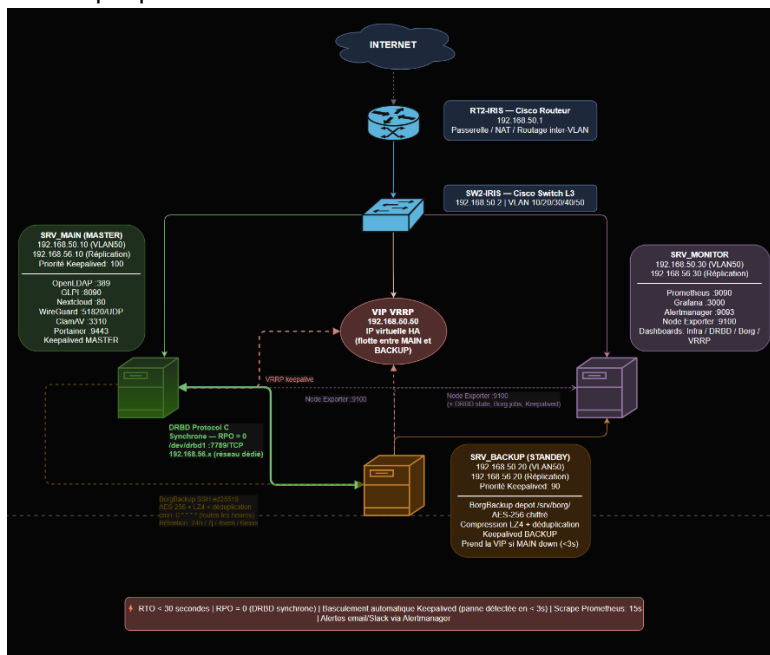 INTERNET
RT2-IRIS — Cisco Routeur
192.168.50.1
Passerelle / NAT / Routage inter-VLAN
SW2-IRIS — Cisco Switch L3
192.168.50.2 | VLAN 10/20/30/40/50
SRV_MAIN (MASTER)
192.168.50.10 (VLAN50)
192.168.56.10 (Réplication)
Priorité Keepalived: 100
OpenLDAP :389
GLPI :8090
Nextcloud :80
WireGuard :51820/UDP
ClamAV :3310
Portainer :9443
Keepalived MASTER
SRV_MONITOR
192.168.50.30 (VLAN50)
192.168.56.30 (Réplication)
Prometheus :9090
Grafana :3000
Alertmanager :9093
Node Exporter :9100
Dashboards: Infra / DRBD / Borg /
VRRP
VIP VRRP
192.168.50.50
IP virtuelle HA
(flotte entre MAIN et
BACKUP)
VRRP keepalive
Node Exporter :9100
Node Exporter :9100
(+ DRBD state, Borg jobs, Keepalived)
DRBD Protocol C
Synchrone — RPO = 0
/dev/drbd1 :7789/TCP
192.168.56.x (réseau dédié)
BorgBackup SSH ed25519
AES-256 + LZ4 + déduplication
SRV_BACKUP (STANDBY)
192.168.50.20 (VLAN50)
192.168.56.20 (Réplication)
Priorité Keepalived: 90
BorgBackup depot /srv/borg/
AES-256 chiffré
Compression LZ4 + déduplication
Keepalived BACKUP
Prend la VIP si MAIN down (<3s)
⚡ RTO < 30 secondes | RPO = 0 (DRBD synchrone) | Basculement automatique Keepalived (panne détectée en < 3s) | Scrape Prometheus: 15s
| Alertes email/Slack via Alertmanager